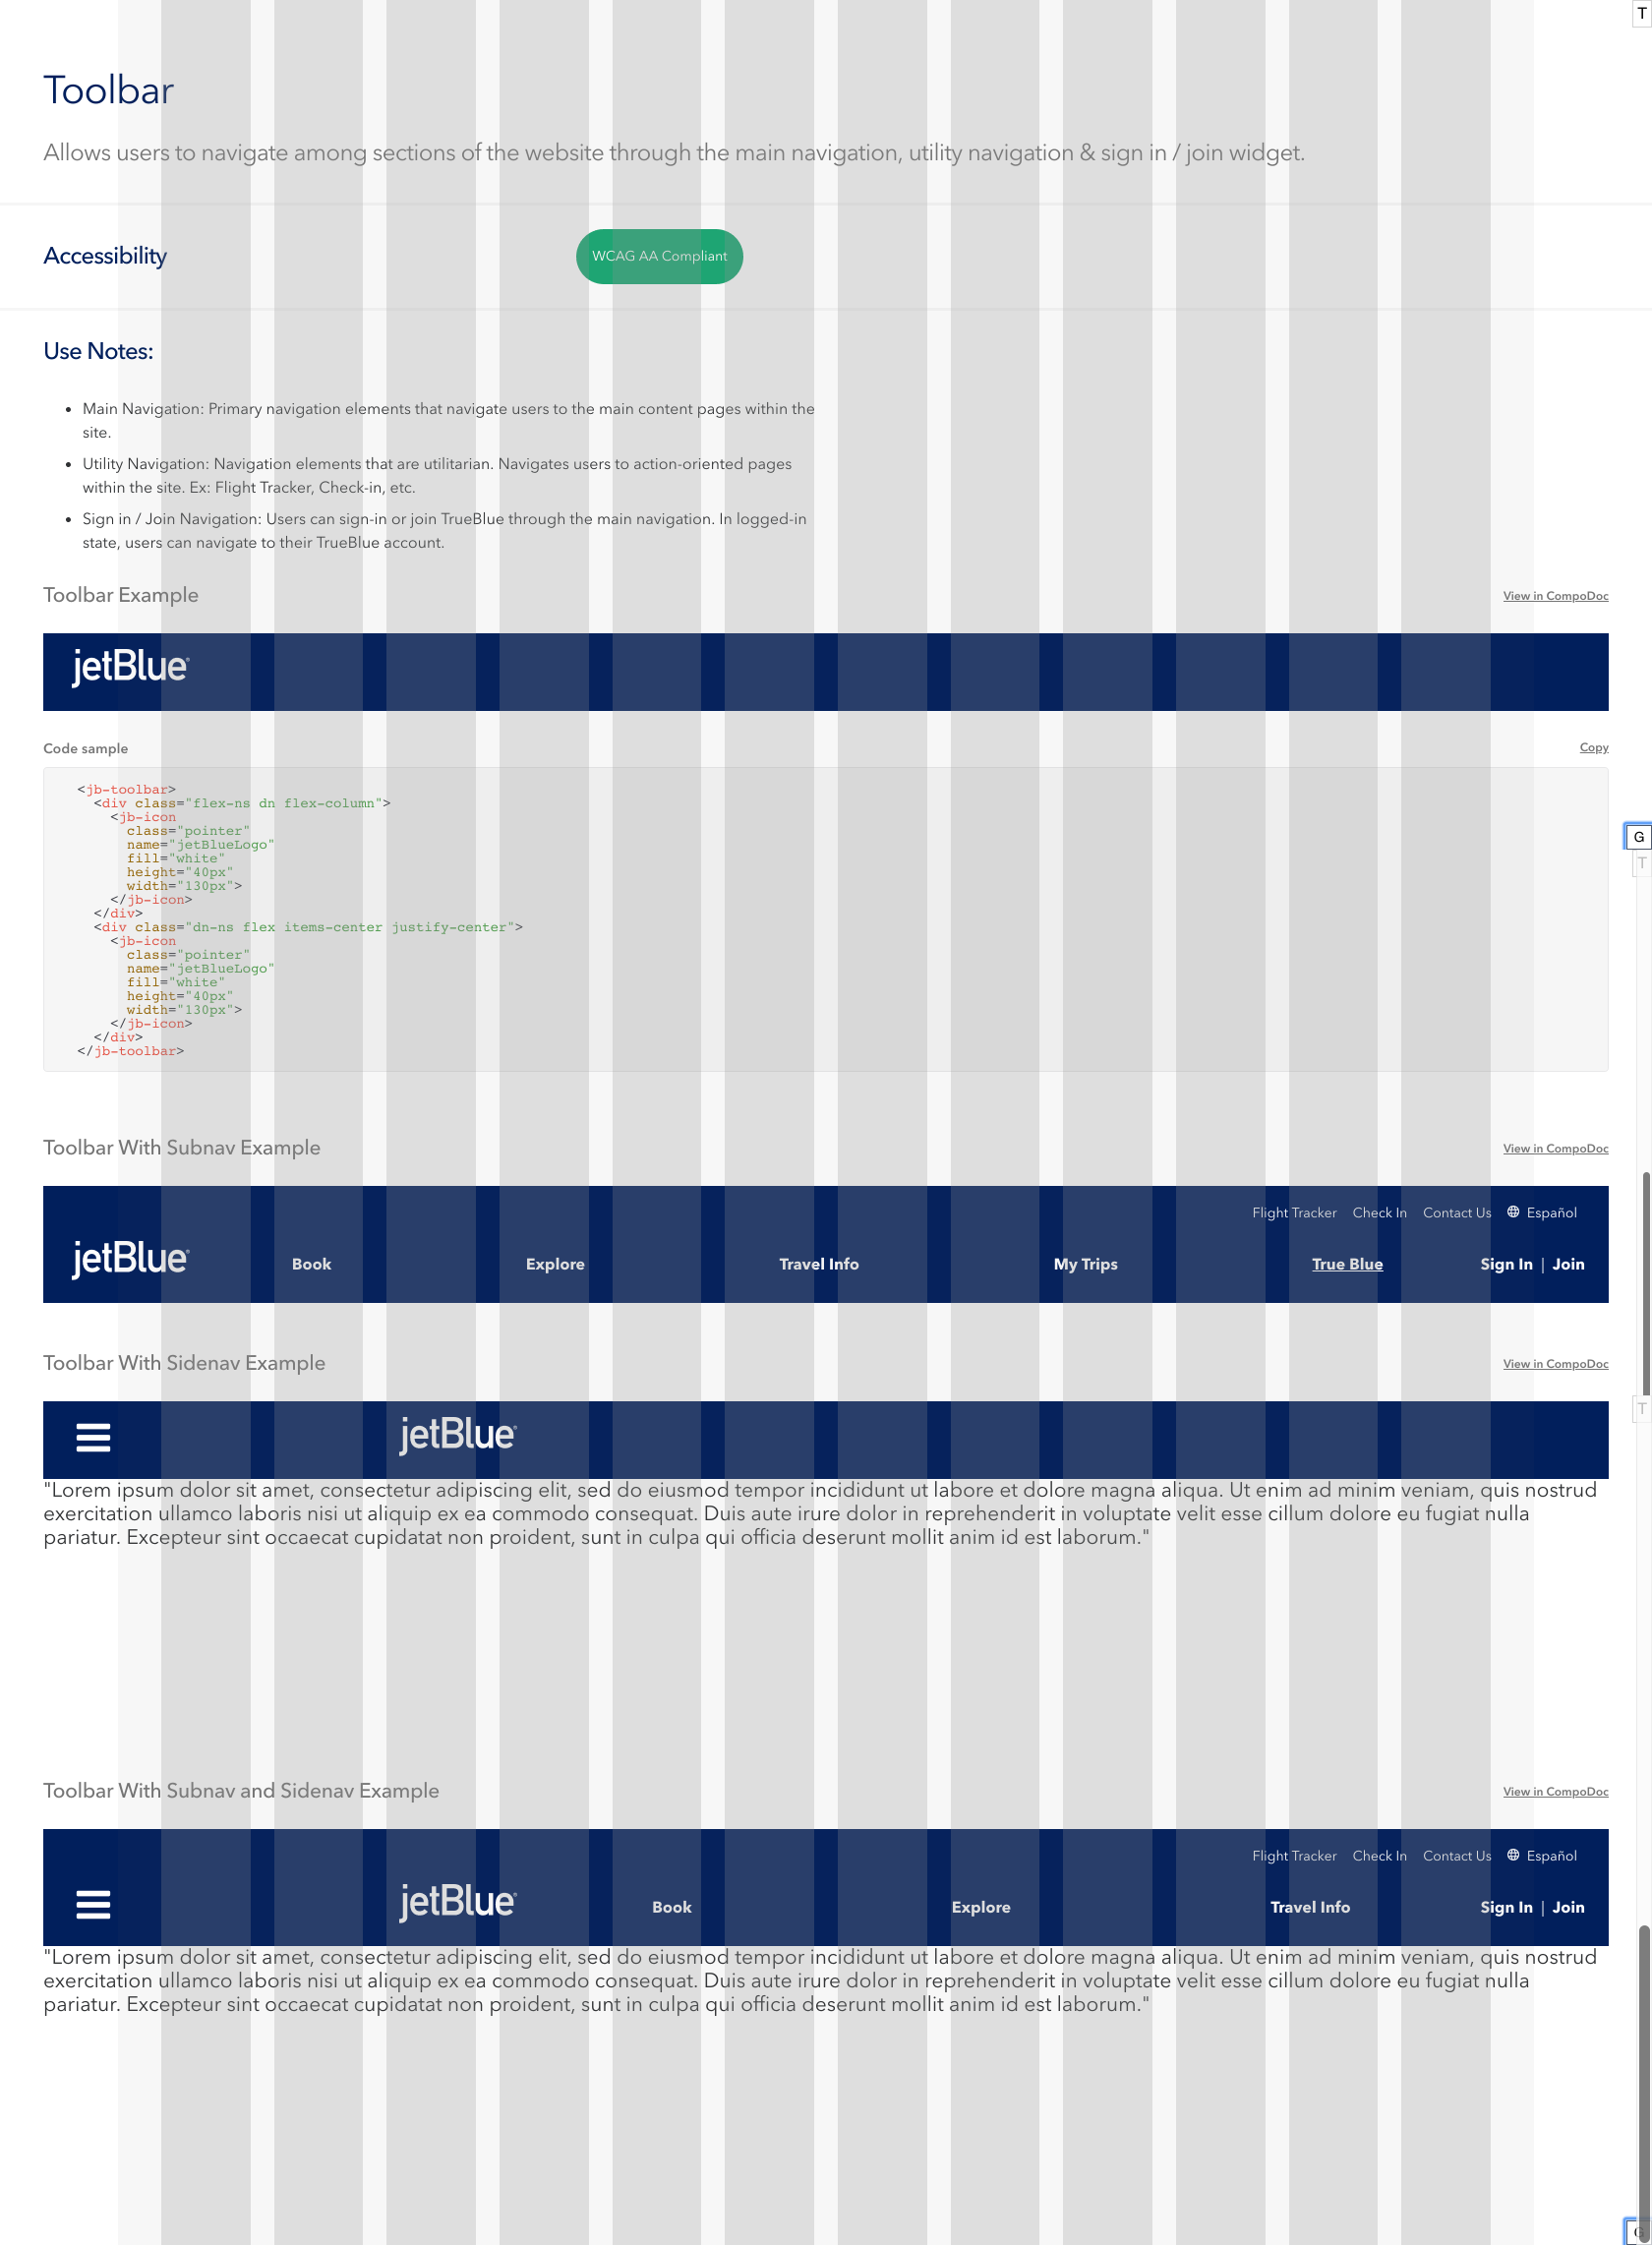 T
Toolbar
Allows users to navigate among sections of the website through the main navigation, utility navigation & sign in / join widget.
Accessibility
WCAG AA Compliant
Use Notes:
• Main Navigation: Primary navigation elements that navigate users to the main content pages within the
site.
• Utility Navigation: Navigation elements that are utilitarian. Navigates users to action-oriented pages
within the site. Ex: Flight Tracker, Check-in, etc.
• Sign in / Join Navigation: Users can sign-in or join TrueBlue through the main navigation. In logged-in
state, users can navigate to their TrueBlue account.
Toolbar Example
View in CompoDoc
jetBlue
Code sample
Copy
<jb-toolbar>
<div class="flex-ns dn flex-column">
<jb-icon
class="pointer"
name="jetBlueLogo"
fill="white"
height="40px"
width="130px">
</jb-icon>
</div>
<div class="dn-ns flex items-center justify-center">
<jb-icon
class="pointer"
name="jetBlueLogo"
fill="white"
height="40px"
width="130px">
</jb-icon>
</div>
</jb-toolbar>
G
T
Toolbar With Subnav Example
View in CompoDoc
Flight Tracker Check In Contact Us Español
jetBlue Book Explore Travel Info My Trips True Blue Sign In | Join
Toolbar With Sidenav Example
View in CompoDoc
jetBlue
T
"Lorem ipsum dolor sit amet, consectetur adipiscing elit, sed do eiusmod tempor incididunt ut labore et dolore magna aliqua. Ut enim ad minim veniam, quis nostrud
exercitation ullamco laboris nisi ut aliquip ex ea commodo consequat. Duis aute irure dolor in reprehenderit in voluptate velit esse cillum dolore eu fugiat nulla
pariatur. Excepteur sint occaecat cupidatat non proident, sunt in culpa qui officia deserunt mollit anim id est laborum."
Toolbar With Subnav and Sidenav Example
View in CompoDoc
Flight Tracker Check In Contact Us Español
jetBlue Book Explore Travel Info Sign In | Join
"Lorem ipsum dolor sit amet, consectetur adipiscing elit, sed do eiusmod tempor incididunt ut labore et dolore magna aliqua. Ut enim ad minim veniam, quis nostrud
exercitation ullamco laboris nisi ut aliquip ex ea commodo consequat. Duis aute irure dolor in reprehenderit in voluptate velit esse cillum dolore eu fugiat nulla
pariatur. Excepteur sint occaecat cupidatat non proident, sunt in culpa qui officia deserunt mollit anim id est laborum."
G